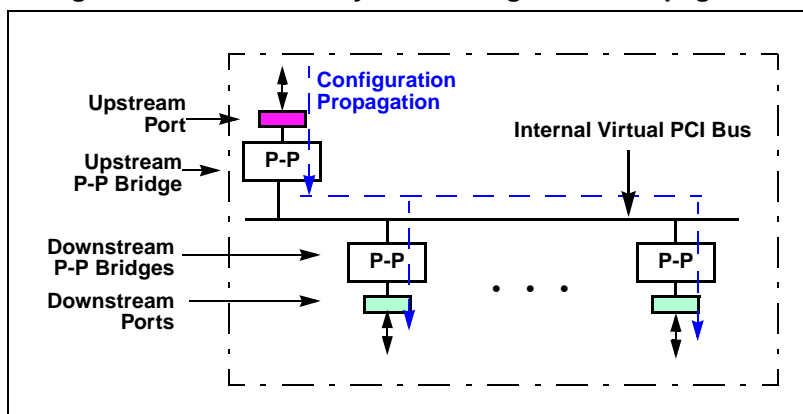 Configuration
Propagation
Upstream
Port
Internal Virtual PCI Bus
Upstream
P-P Bridge
P-P
Downstream
P-P Bridges
P-P
P-P
. . .
Downstream
Ports